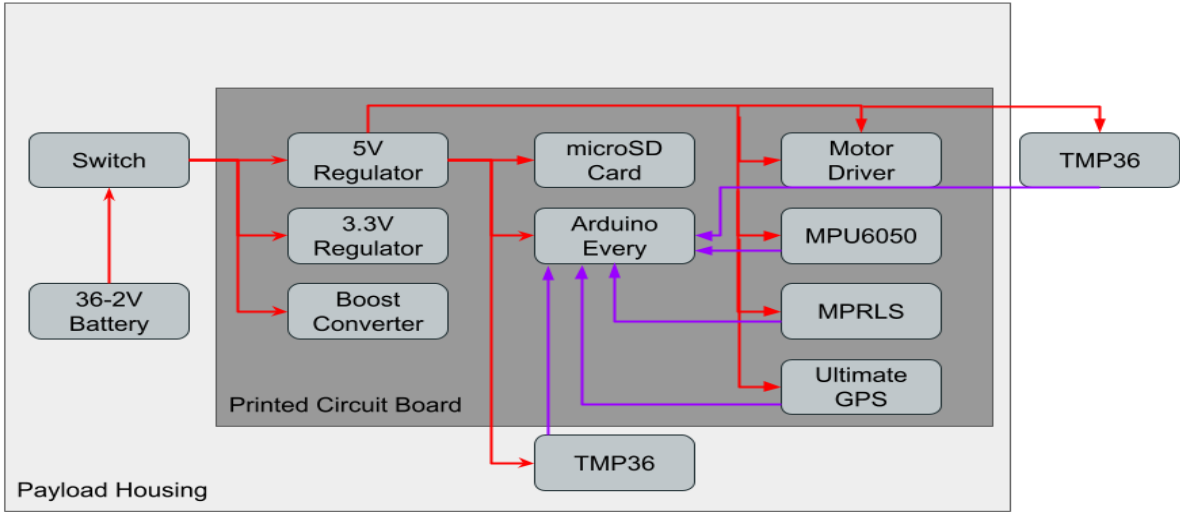 Switch
5V
Regulator
microSD
Card
Motor
Driver
TMP36
3.3V
Regulator
Arduino
Every
MPU6050
36-2V
Battery
Boost
Converter
MPRLS
Ultimate
GPS
Printed Circuit Board
TMP36
Payload Housing